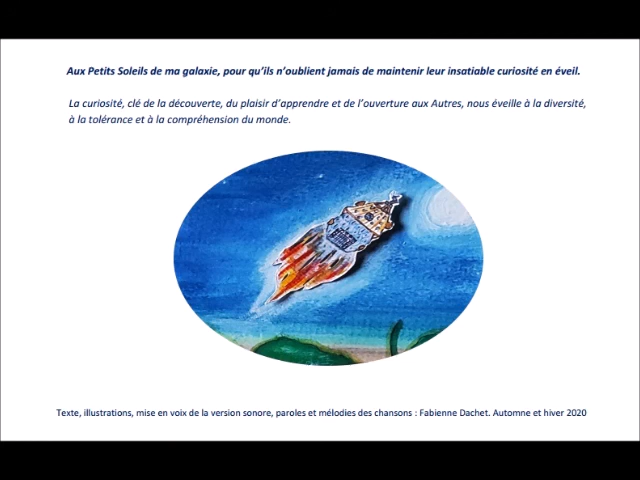 Aux Petits Soleils de ma galaxie, pour qu’ils n’oublient jamais de maintenir leur insatiable curiosité en éveil.
La curiosité, clé de la découverte, du plaisir d’apprendre et de l’ouverture aux Autres, nous éveille à la diversité,
à la tolérance et à la compréhension du monde.
Texte, illustrations, mise en voix de la version sonore, paroles et mélodies des chansons : Fabienne Dachet. Automne et hiver 2020